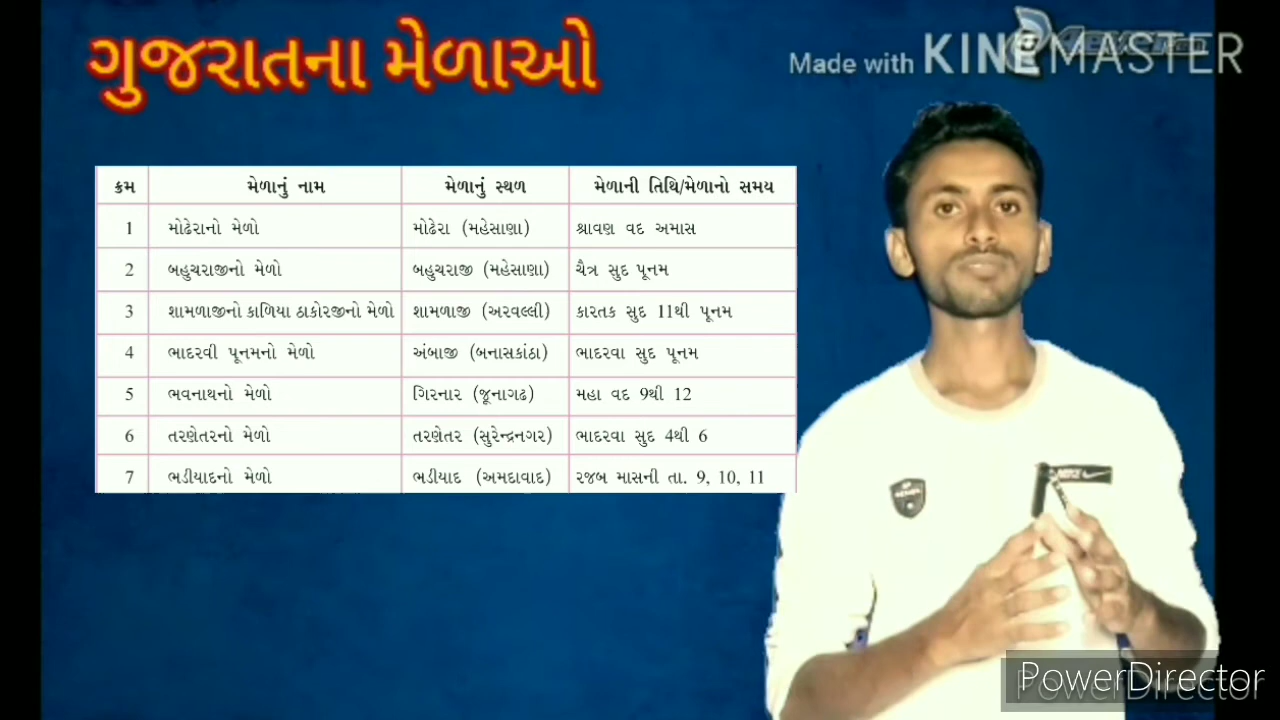 ગુજરાતના મેળાઓ
Made with KINEMASTER
ક્રમ મેળાનું નામ મેળાનું સ્થળ મેળાની તિથિ/મેળાનો સમય
1 મોઢેરાનો મેળો મોઢેરા (મહેસાણા) શ્રાવણ વદ અમાસ
2 બહુચરાજીનો મેળો બહુચરાજી (મહેસાણા) ચૈત્ર સુદ પૂનમ
3 શામળાજીનો કાળિયા ઠાકોરજીનો મેળો શામળાજી (અરવલ્લી) કારતક સુદ 11થી પૂનમ
4 ભાદરવી પૂનમનો મેળો અંબાજી (બનાસકાંઠા) ભાદરવા સુદ પૂનમ
5 ભવનાથનો મેળો ગિરનાર (જૂનાગઢ) મહા વદ 9થી 12
6 તરણેતરનો મેળો તરણેતર (સુરેન્દ્રનગર) ભાદરવા સુદ 4થી 6
7 ભડીયાદનો મેળો ભડીયાદ (અમદાવાદ) રજબ માસની તા. 9, 10, 11
NIKE
PowerDirector